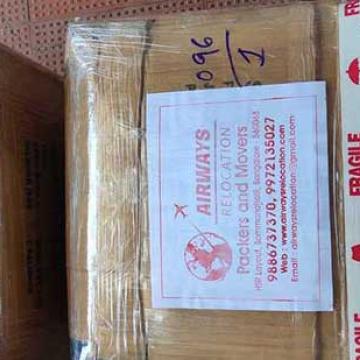 096/1
AIRWAYS
RELOCATION
Packers and Movers
HSR Layout, Bommanahalli, Bangalore - 560068
9886737370, 9972135027
Web : www.airwaysrelocation.com
Email : airwaysrelocation@gmail.com
FRAGILE